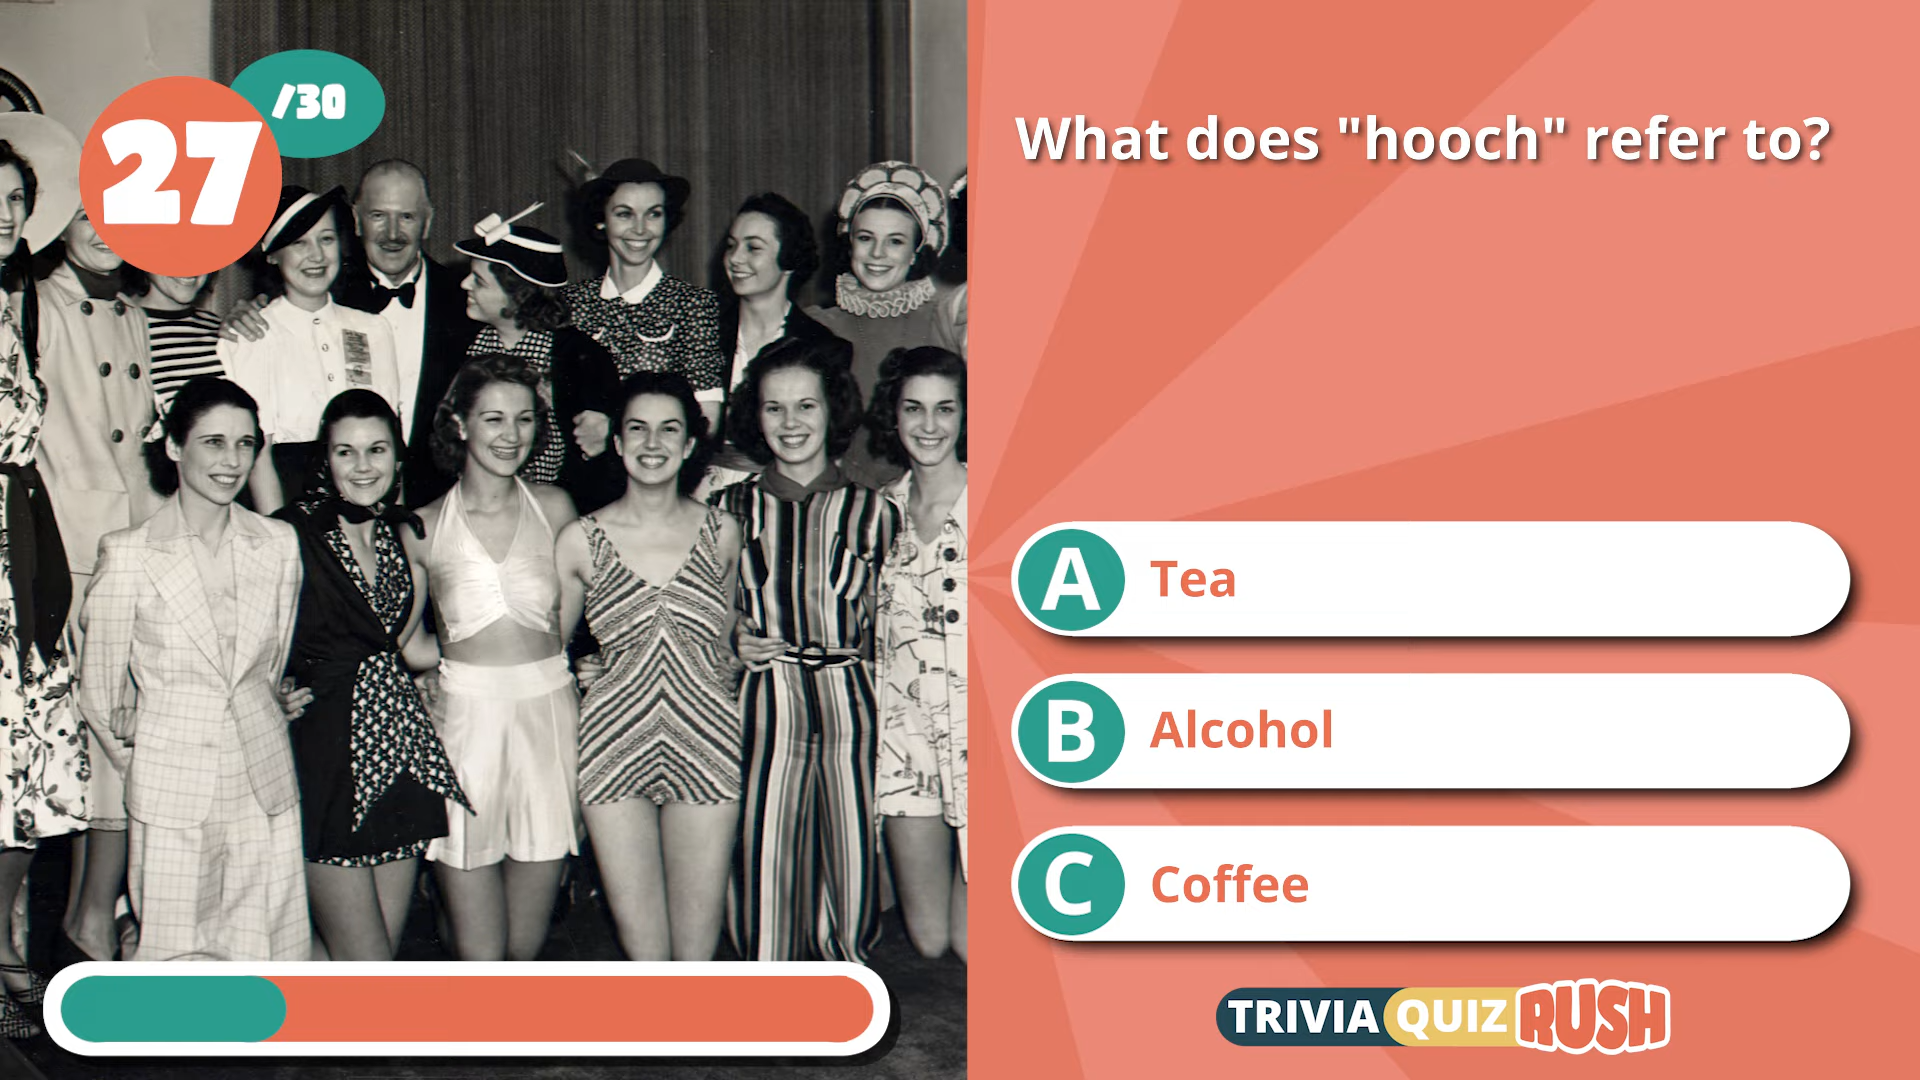 27
/30
What does "hooch" refer to?
A Tea
B Alcohol
C Coffee
TRIVIA QUIZ RUSH